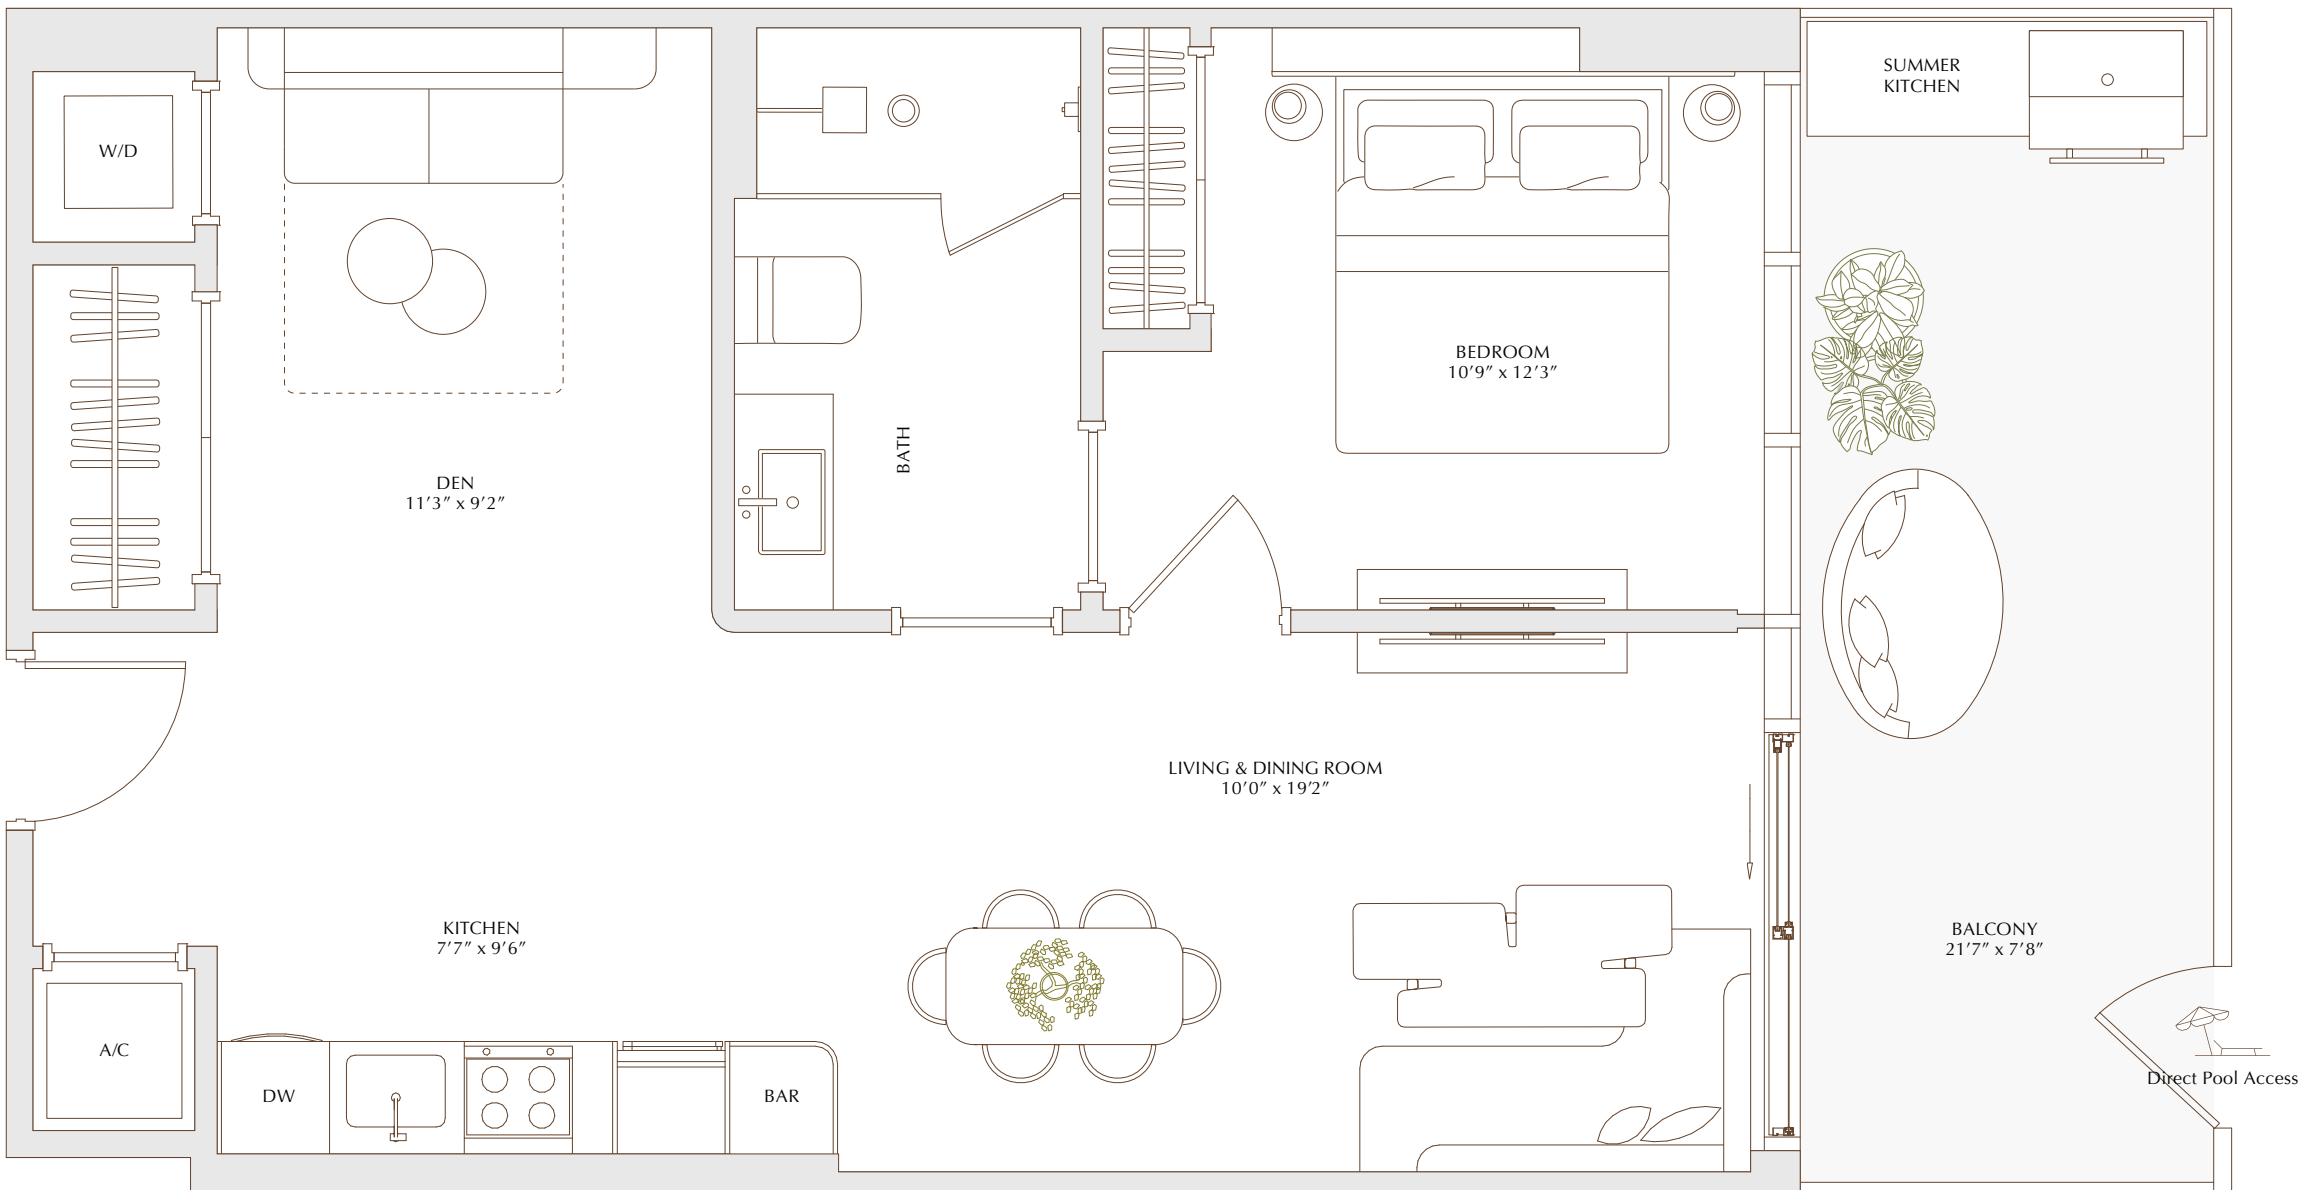 SUMMER
KITCHEN
W/D
BEDROOM
10’9” x 12’3”
BATH
DEN
11’3” x 9’2”
LIVING & DINING ROOM
10’0” x 19’2”
KITCHEN
7’7” x 9’6”
BALCONY
21’7” x 7’8”
A/C
DW
BAR
Direct Pool Access